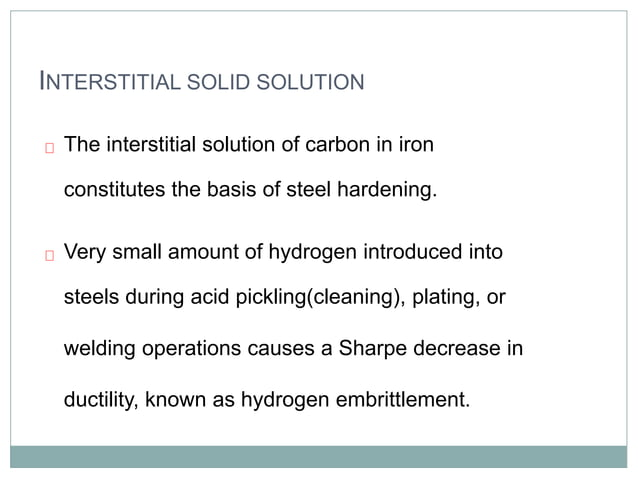 INTERSTITIAL SOLID SOLUTION
The interstitial solution of carbon in iron
constitutes the basis of steel hardening.
Very small amount of hydrogen introduced into
steels during acid pickling(cleaning), plating, or
welding operations causes a Sharpe decrease in
ductility, known as hydrogen embrittlement.